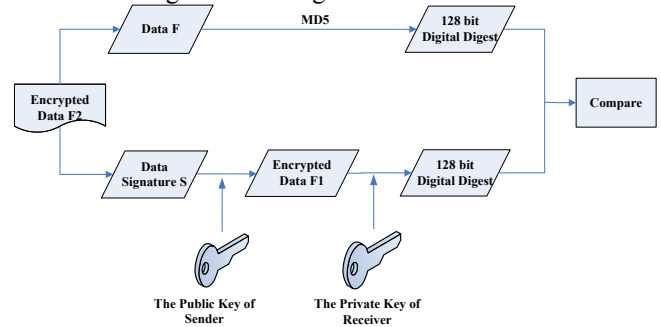 Data F
MD5
128 bit
Digital Digest
Encrypted
Data F2
Compare
Data
Signature S
Encrypted
Data F1
128 bit
Digital Digest
The Public Key of
Sender
The Private Key of
Receiver